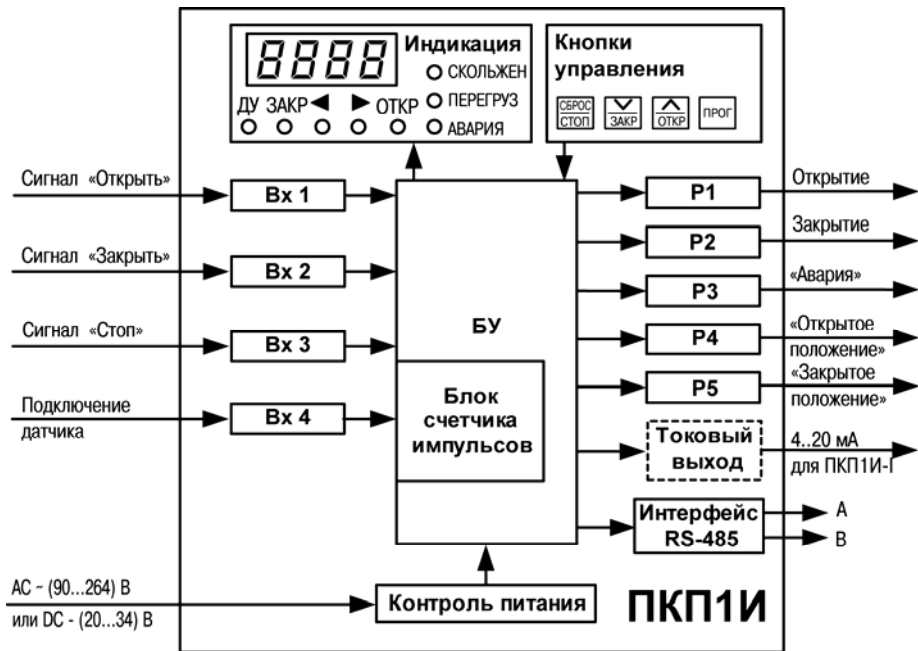 8888
Индикация
СКОЛЬЖЕН
ПЕРЕГРУЗ
АВАРИЯ
ДУ ЗАКР ◄ ► ОТКР
Кнопки
управления
СБРОС
СТОП
ЗАКР
ОТКР
ПРОГ
Сигнал «Открыть»
Вх 1
Сигнал «Закрыть»
Вх 2
Сигнал «Стоп»
Вх 3
Подключение
датчика
Вх 4
БУ
Блок
счетчика
импульсов
Р1
Открытие
Р2
Закрытие
Р3
«Авария»
Р4
«Открытое
положение»
Р5
«Закрытое
положение»
Токовый
выход
4..20 мА
для ПКП1И-І
Интерфейс
RS-485
А
В
АС ~ (90...264) В
или DC - (20...34) В
Контроль питания
ПКП1И